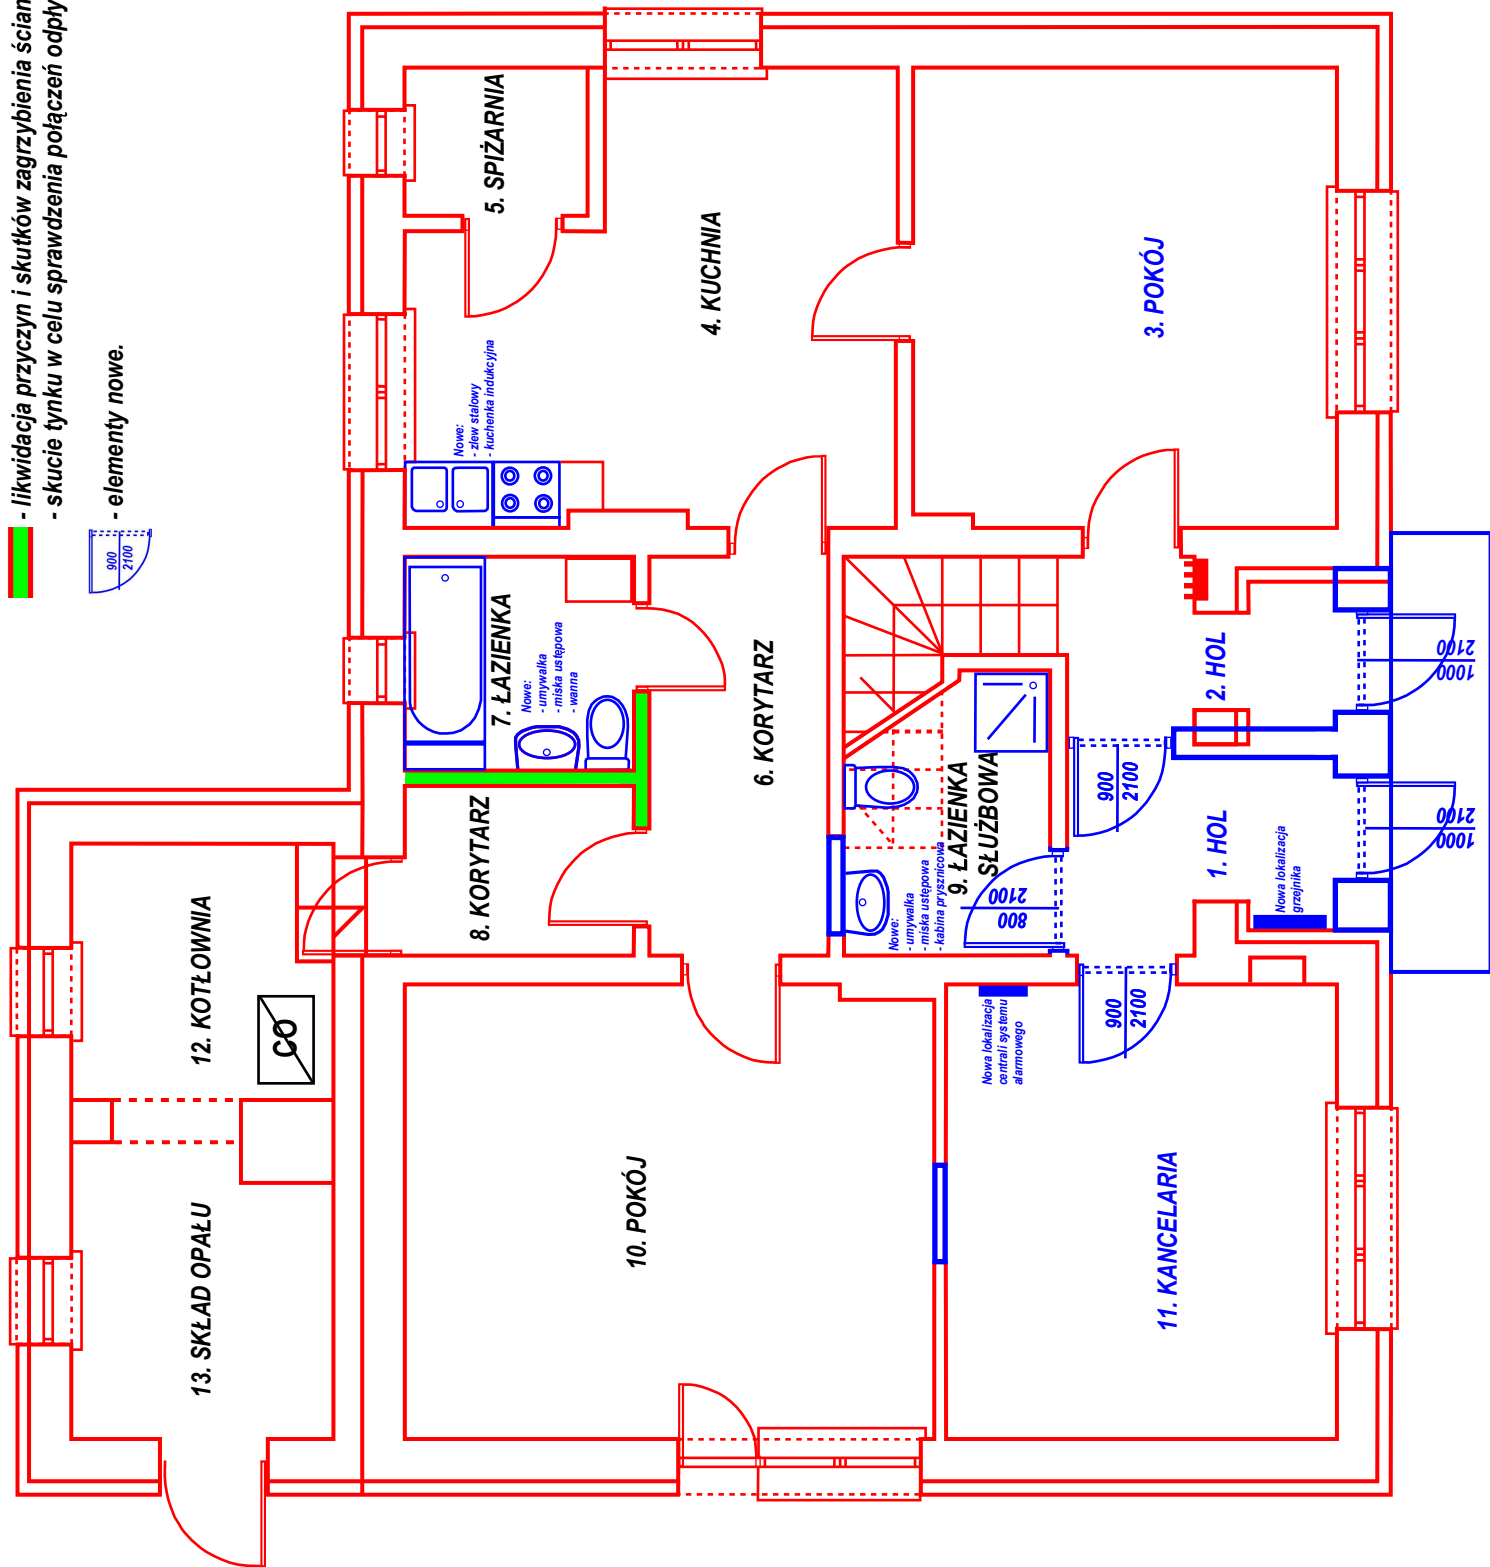 - likwidacja przyczyn i skutków zagrzybienia ścian
- skucie tynku w celu sprawdzenia połączeń odpły
900
2100
- elementy nowe.
5. SPIŻARNIA
4. KUCHNIA
Nowe:
- zlew stalowy
- kuchenka indukcyjna
3. POKÓJ
7. ŁAZIENKA
Nowe:
- umywalka
- miska ustępowa
- wanna
6. KORYTARZ
8. KORYTARZ
9. ŁAZIENKA
SŁUŻBOWA
Nowe:
- umywalka
- miska ustępowa
- kabina prysznicowa
800
2100
2. HOL
1000
2100
900
2100
1. HOL
1000
2100
Nowa lokalizacja
grzejnika
12. KOTŁOWNIA
CO
13. SKŁAD OPAŁU
10. POKÓJ
Nowa lokalizacja
centrali systemu
alarmowego
900
2100
11. KANCELARIA